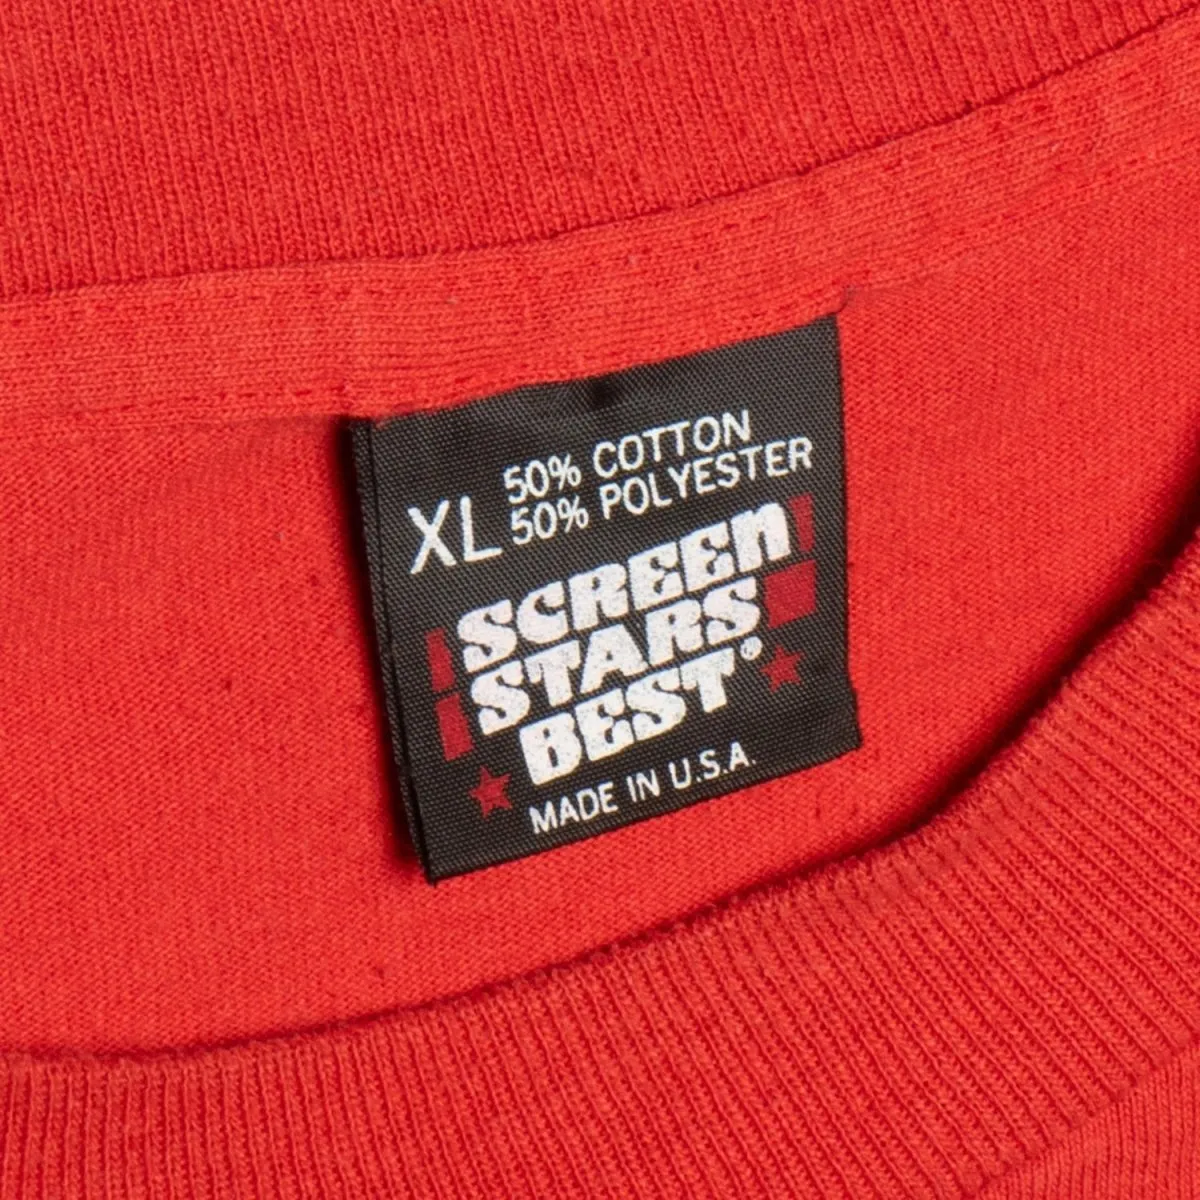 XL
50% COTTON
50% POLYESTER
SCREEN
STARS
BEST®
MADE IN U.S.A.